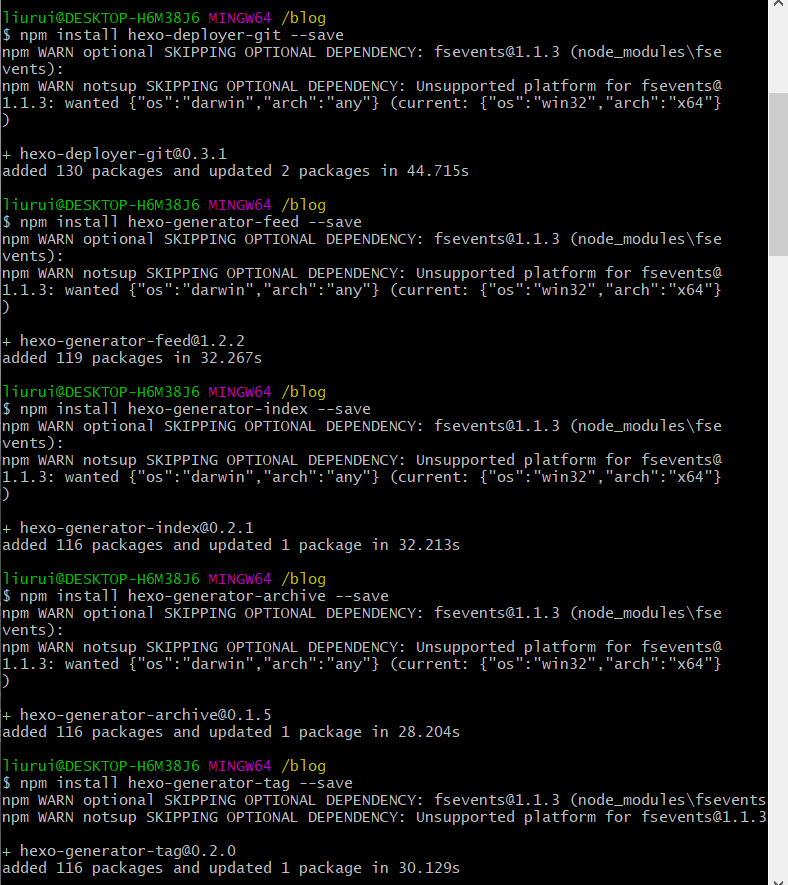 liurui@DESKTOP-H6M38J6 MINGW64 /blog
$ npm install hexo-deployer-git --save
npm WARN optional SKIPPING OPTIONAL DEPENDENCY: fsevents@1.1.3 (node_modules\fse
vents):
npm WARN notsup SKIPPING OPTIONAL DEPENDENCY: Unsupported platform for fsevents@
1.1.3: wanted {"os":"darwin","arch":"any"} (current: {"os":"win32","arch":"x64"}
)
+ hexo-deployer-git@0.3.1
added 130 packages and updated 2 packages in 44.715s
liurui@DESKTOP-H6M38J6 MINGW64 /blog
$ npm install hexo-generator-feed --save
npm WARN optional SKIPPING OPTIONAL DEPENDENCY: fsevents@1.1.3 (node_modules\fse
vents):
npm WARN notsup SKIPPING OPTIONAL DEPENDENCY: Unsupported platform for fsevents@
1.1.3: wanted {"os":"darwin","arch":"any"} (current: {"os":"win32","arch":"x64"}
)
+ hexo-generator-feed@1.2.2
added 119 packages in 32.267s
liurui@DESKTOP-H6M38J6 MINGW64 /blog
$ npm install hexo-generator-index --save
npm WARN optional SKIPPING OPTIONAL DEPENDENCY: fsevents@1.1.3 (node_modules\fse
vents):
npm WARN notsup SKIPPING OPTIONAL DEPENDENCY: Unsupported platform for fsevents@
1.1.3: wanted {"os":"darwin","arch":"any"} (current: {"os":"win32","arch":"x64"}
)
+ hexo-generator-index@0.2.1
added 116 packages and updated 1 package in 32.213s
liurui@DESKTOP-H6M38J6 MINGW64 /blog
$ npm install hexo-generator-archive --save
npm WARN optional SKIPPING OPTIONAL DEPENDENCY: fsevents@1.1.3 (node_modules\fse
vents):
npm WARN notsup SKIPPING OPTIONAL DEPENDENCY: Unsupported platform for fsevents@
1.1.3: wanted {"os":"darwin","arch":"any"} (current: {"os":"win32","arch":"x64"}
)
+ hexo-generator-archive@0.1.5
added 116 packages and updated 1 package in 28.204s
liurui@DESKTOP-H6M38J6 MINGW64 /blog
$ npm install hexo-generator-tag --save
npm WARN optional SKIPPING OPTIONAL DEPENDENCY: fsevents@1.1.3 (node_modules\fsevents
npm WARN notsup SKIPPING OPTIONAL DEPENDENCY: Unsupported platform for fsevents@1.1.3
+ hexo-generator-tag@0.2.0
added 116 packages and updated 1 package in 30.129s